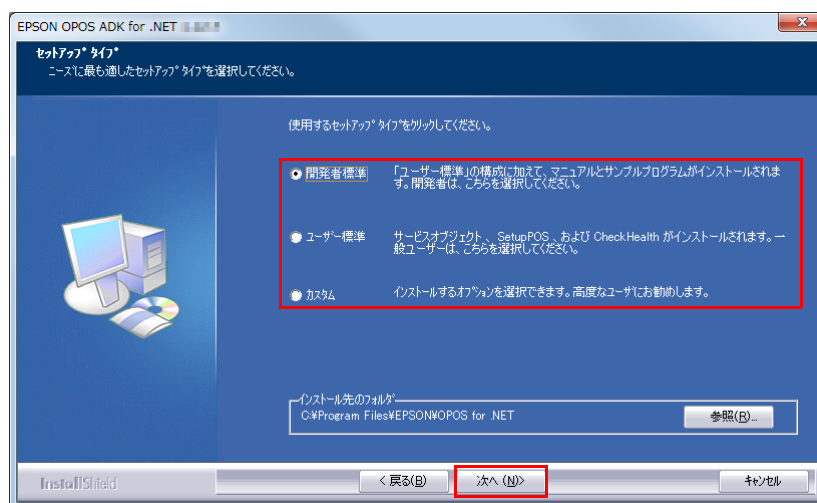 EPSON OPOS ADK for .NET
セットアップ タイプ
ニーズに最も適したセットアップ タイプを選択してください。
使用するセットアップ タイプをクリックしてください。
開発者標準
「ユーザー標準」の構成に加えて、マニュアルとサンプルプログラムがインストールされま
す。開発者は、こちらを選択してください。
ユーザー標準
サービスオブジェクト 、 SetupPOS 、および CheckHealth がインストールされます。一
般ユーザーは、こちらを選択してください。
カスタム
インストールするオプションを選択できます。高度なユーザにお勧めします。
インストール先のフォルダ
C:¥Program Files¥EPSON¥OPOS for .NET
参照(R)...
InstallShield
< 戻る(B)
次へ (N)>
キャンセル